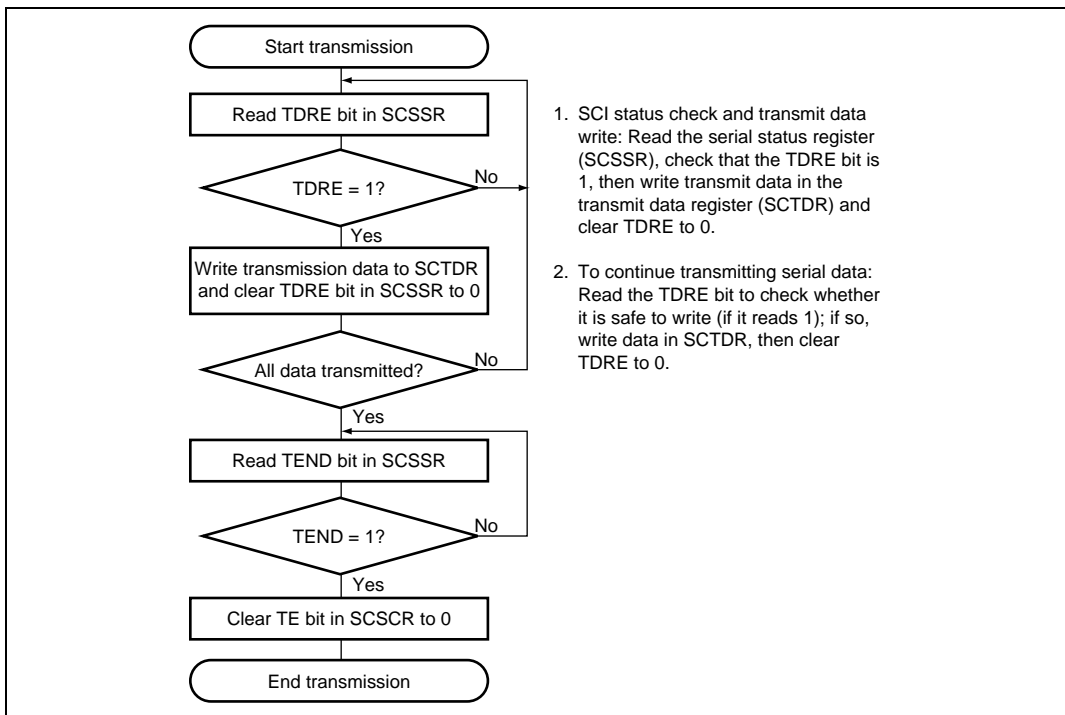 Start transmission
Read TDRE bit in SCSSR
TDRE = 1?
No
Yes
Write transmission data to SCTDR
and clear TDRE bit in SCSSR to 0
All data transmitted?
No
Yes
Read TEND bit in SCSSR
TEND = 1?
No
Yes
Clear TE bit in SCSCR to 0
End transmission
1. SCI status check and transmit data
write: Read the serial status register
(SCSSR), check that the TDRE bit is
1, then write transmit data in the
transmit data register (SCTDR) and
clear TDRE to 0.
2. To continue transmitting serial data:
Read the TDRE bit to check whether
it is safe to write (if it reads 1); if so,
write data in SCTDR, then clear
TDRE to 0.